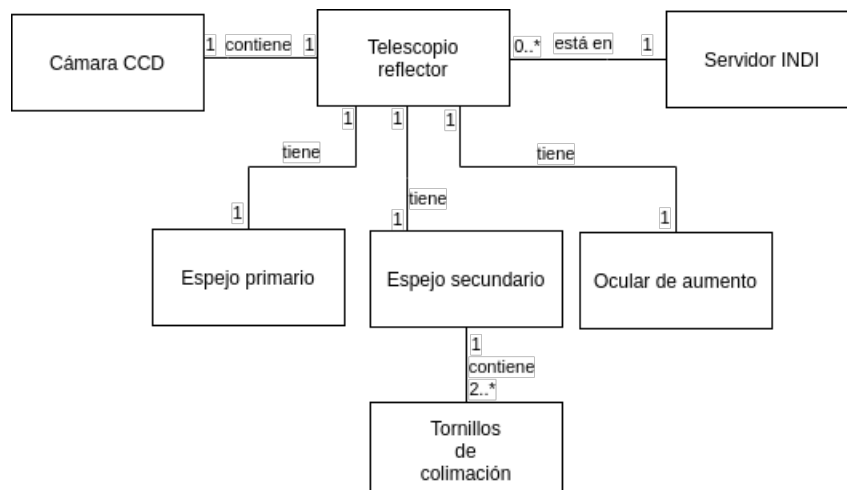 Cámara CCD
1 contiene 1
Telescopio
reflector
0..* está en 1
Servidor INDI
1 1 1
tiene
tiene
tiene
1 1 1
Espejo primario
Espejo secundario
Ocular de aumento
1
contiene
2..*
Tornillos
de
colimación